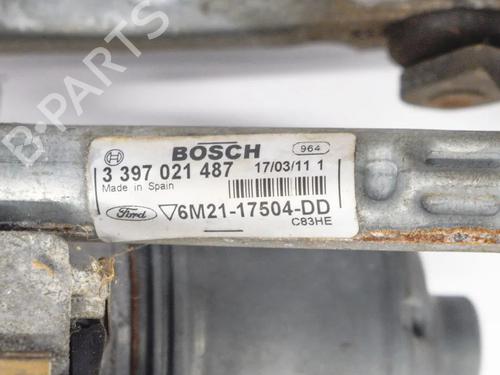 BOSCH
964
3 397 021 487
17/03/11 1
Made in Spain
Ford
6M21-17504-DD
C83HE
B-PARTS